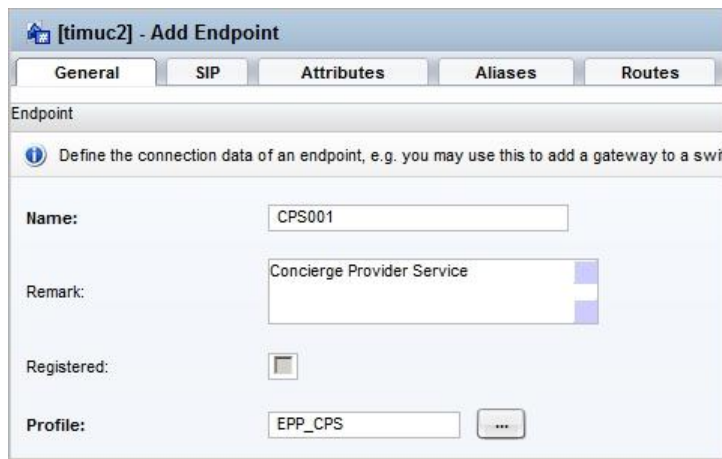 [timuc2] - Add Endpoint
General SIP Attributes Aliases Routes
Endpoint
Define the connection data of an endpoint, e.g. you may use this to add a gateway to a
Name: CPS001
Remark: Concierge Provider Service
Registered:
Profile: EPP_CPS ...